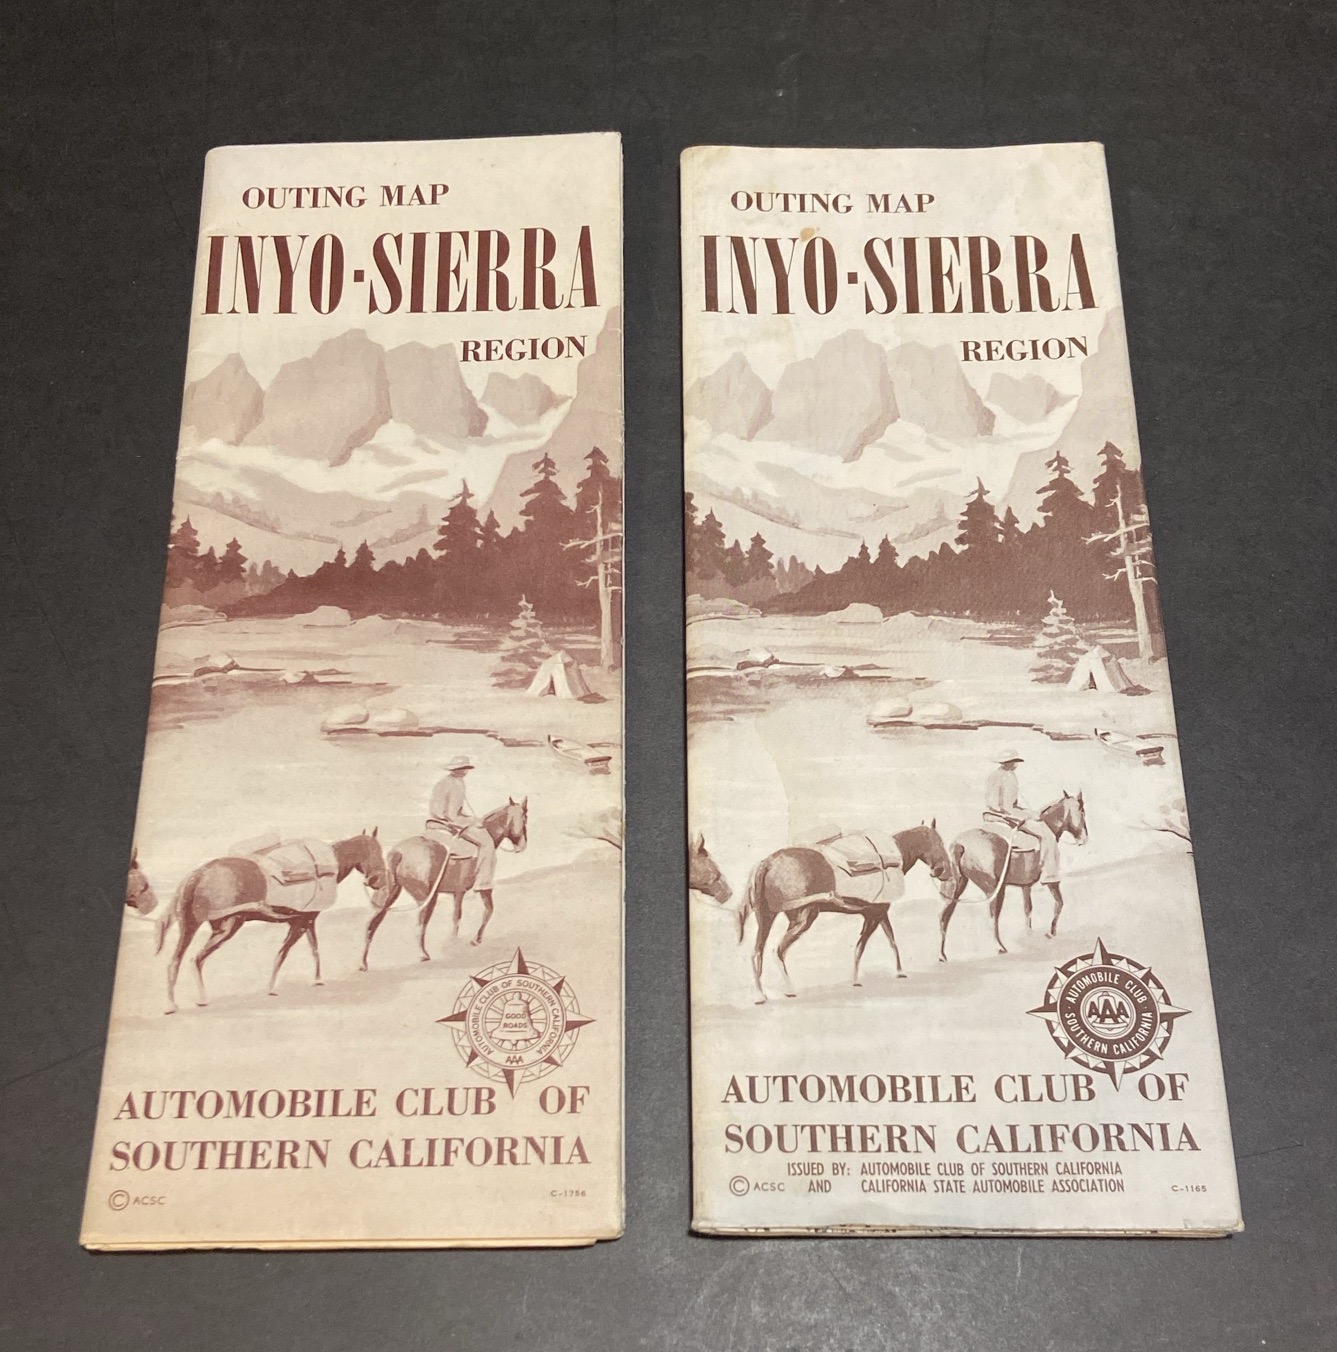 OUTING MAP
INYO-SIERRA
REGION
AUTOMOBILE CLUB OF SOUTHERN CALIFORNIA
GOOD
ROADS
AAA
AUTOMOBILE CLUB OF
SOUTHERN CALIFORNIA
© ACSC
C-1756
OUTING MAP
INYO-SIERRA
REGION
AUTOMOBILE CLUB
AAA
SOUTHERN CALIFORNIA
AUTOMOBILE CLUB OF
SOUTHERN CALIFORNIA
ISSUED BY: AUTOMOBILE CLUB OF SOUTHERN CALIFORNIA
© ACSC AND CALIFORNIA STATE AUTOMOBILE ASSOCIATION C-1165